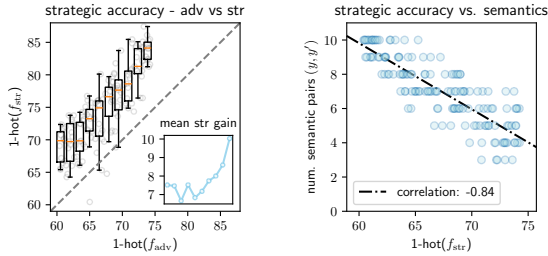 strategic accuracy - adv vs str
1-hot(f_str)
85
80
75
70
65
60
mean str gain
10
9
8
7
60 65 70 75 80 85
1-hot(f_adv)
strategic accuracy vs. semantics
num. semantic pairs (y, y′)
10
8
6
4
2
0
correlation: -0.84
60 65 70 75
1-hot(f_str)